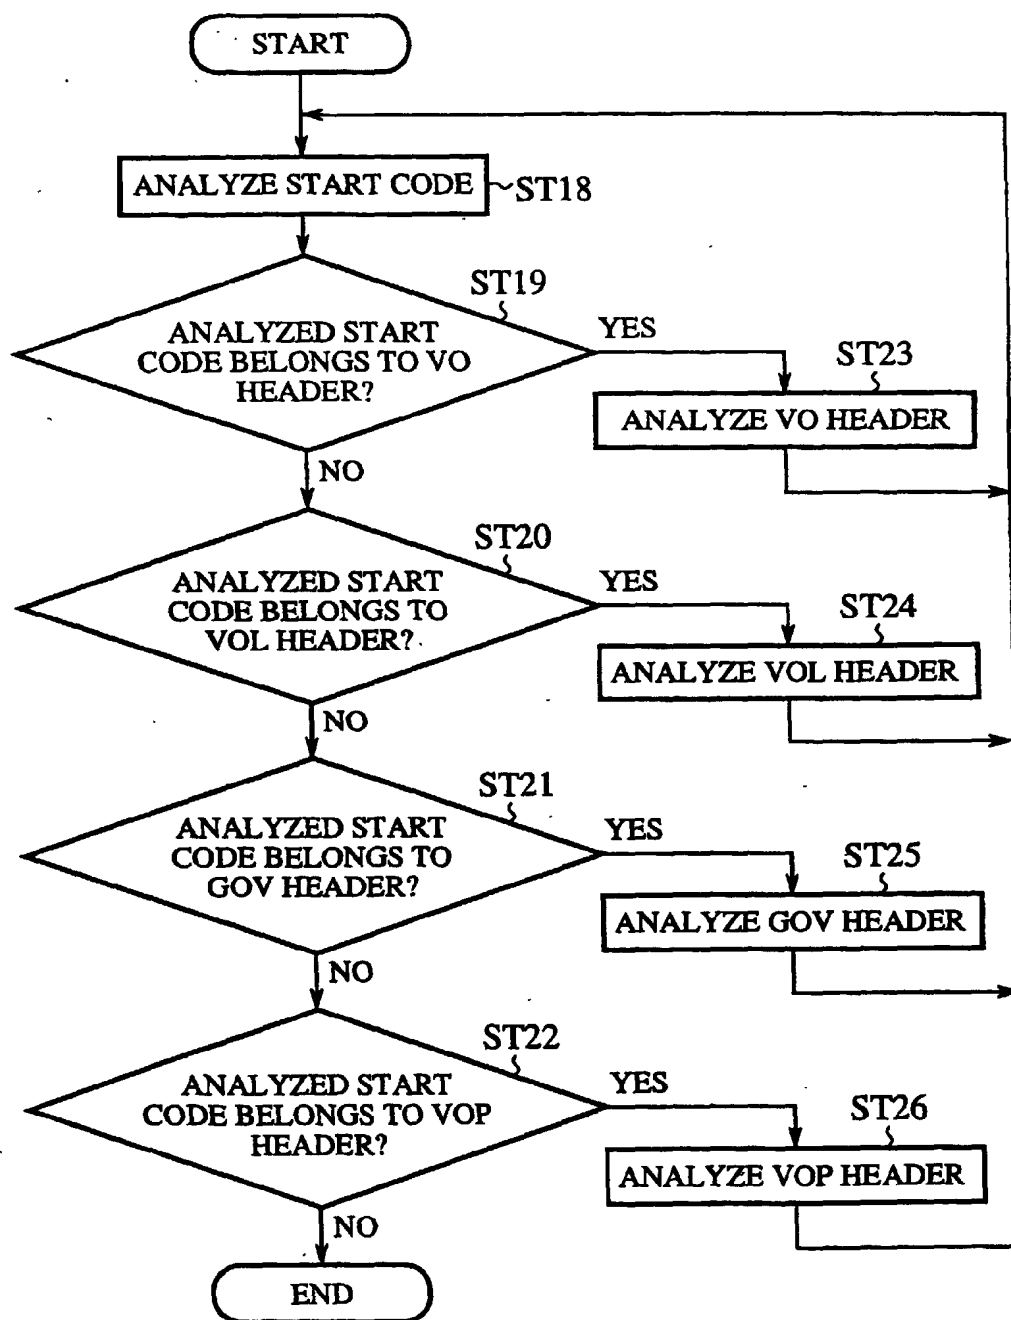 START
ANALYZE START CODE
ST18
ST19
ANALYZED START
CODE BELONGS TO VO
HEADER?
YES
ST23
ANALYZE VO HEADER
NO
ST20
ANALYZED START
CODE BELONGS TO
VOL HEADER?
YES
ST24
ANALYZE VOL HEADER
NO
ST21
ANALYZED START
CODE BELONGS TO
GOV HEADER?
YES
ST25
ANALYZE GOV HEADER
NO
ST22
ANALYZED START
CODE BELONGS TO VOP
HEADER?
YES
ST26
ANALYZE VOP HEADER
NO
END